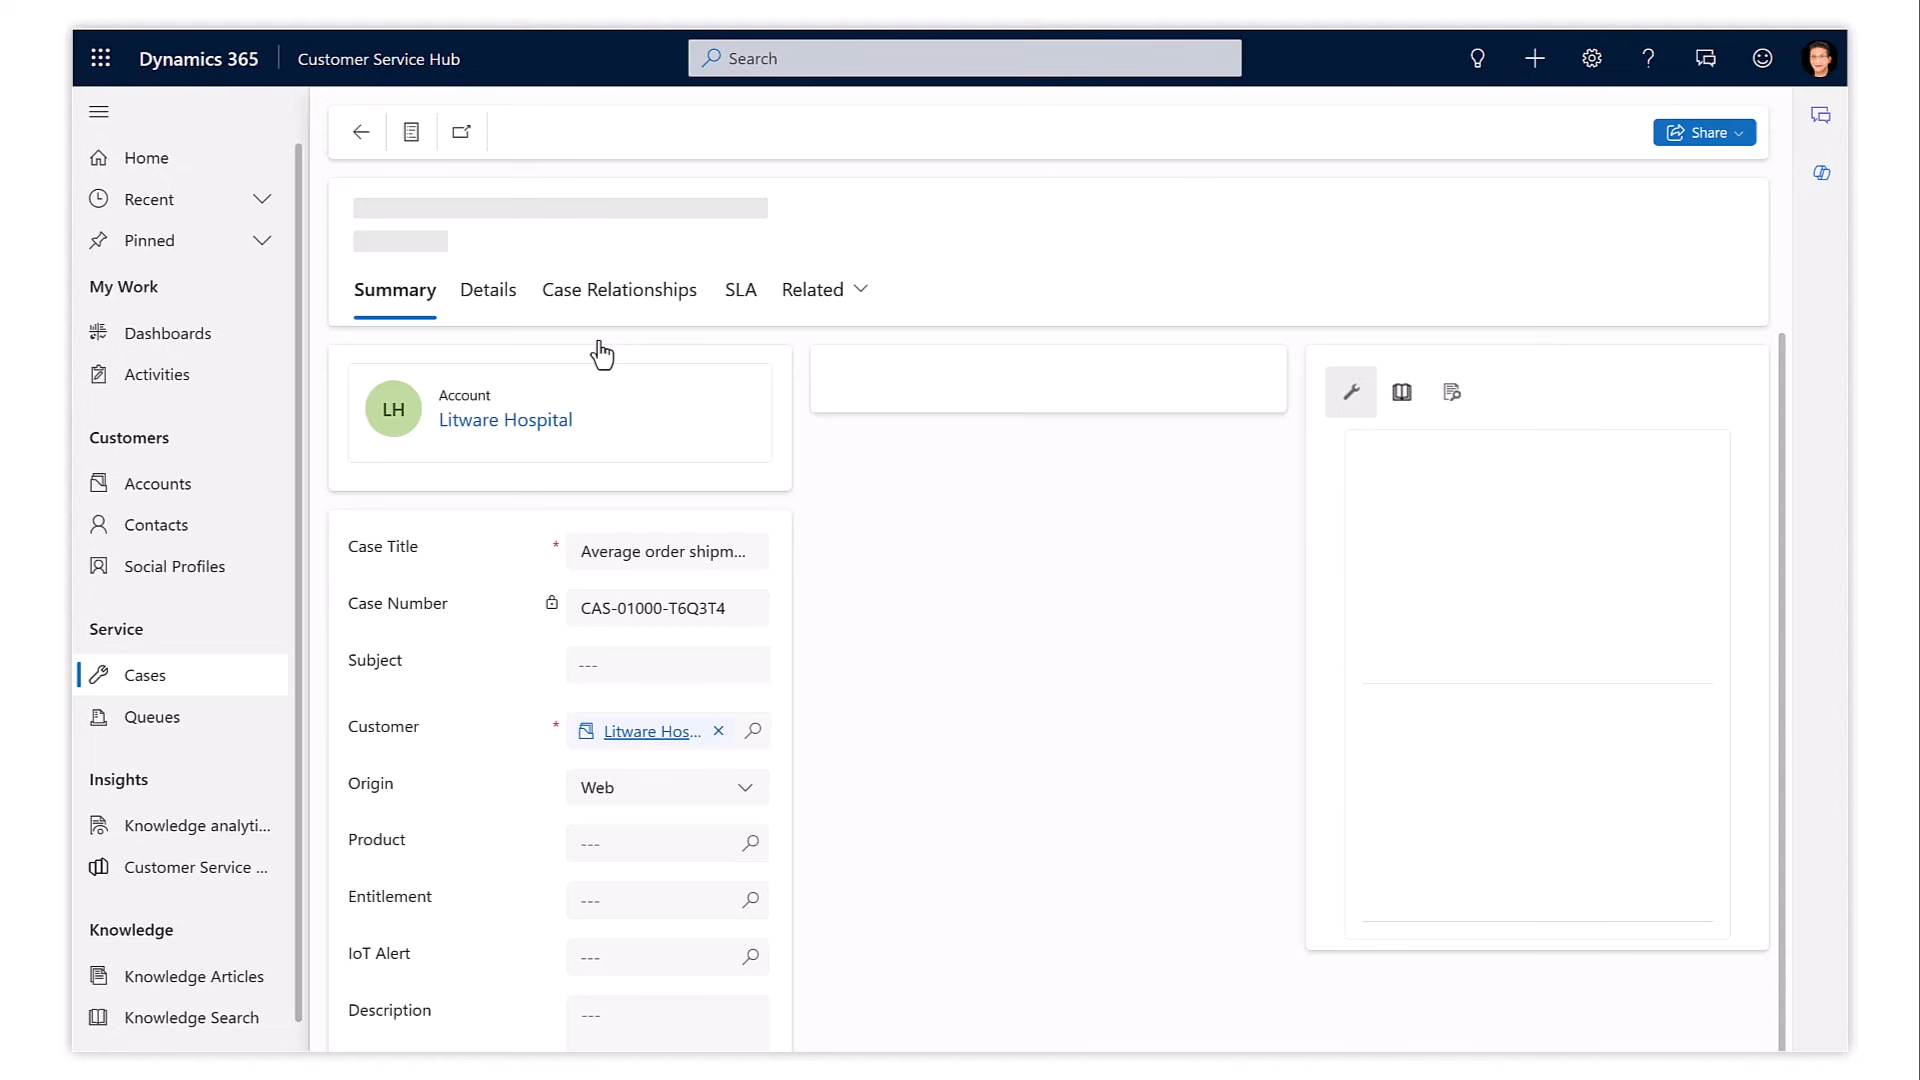 Dynamics 365
Customer Service Hub
Search
Home
Recent
Pinned
My Work
Dashboards
Activities
Customers
Accounts
Contacts
Social Profiles
Service
Cases
Queues
Insights
Knowledge analyti...
Customer Service ...
Knowledge
Knowledge Articles
Knowledge Search
Share
Summary
Details
Case Relationships
SLA
Related
LH
Account
Litware Hospital
Case Title * Average order shipm...
Case Number CAS-01000-T6Q3T4
Subject ---
Customer * Litware Hos...
Origin Web
Product ---
Entitlement ---
IoT Alert ---
Description ---